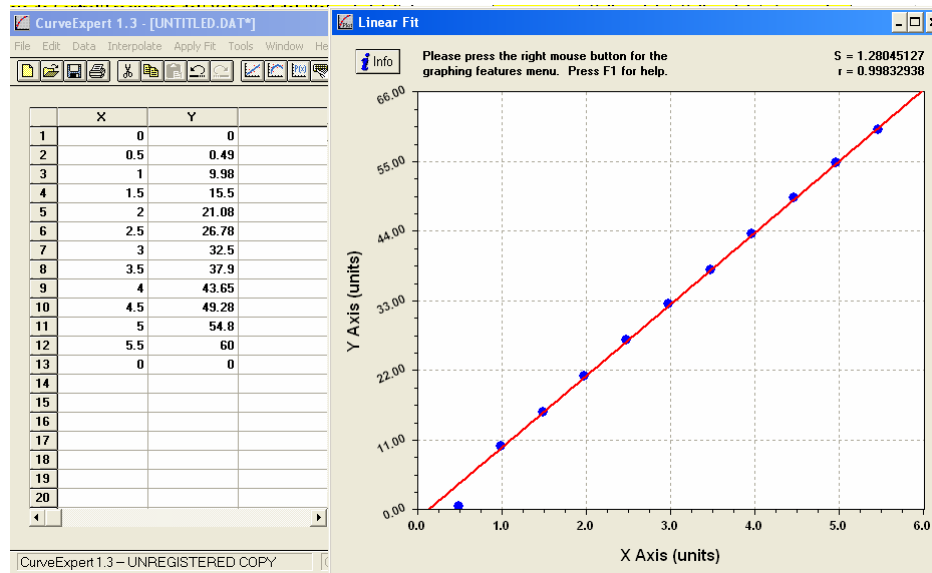 CurveExpert 1.3 - [UNTITLED.DAT*]
File Edit Data Interpolate Apply Fit Tools Window He
X Y
1 0 0
2 0.5 0.49
3 1 9.98
4 1.5 15.5
5 2 21.08
6 2.5 26.78
7 3 32.5
8 3.5 37.9
9 4 43.65
10 4.5 49.28
11 5 54.8
12 5.5 60
13 0 0
14
15
16
17
18
19
20
CurveExpert 1.3 – UNREGISTERED COPY
Linear Fit
Info
Please press the right mouse button for the
graphing features menu. Press F1 for help.
S = 1.28045127
r = 0.99832938
Y Axis (units)
66.00
55.00
44.00
33.00
22.00
11.00
0.00
0.0 1.0 2.0 3.0 4.0 5.0 6.0
X Axis (units)